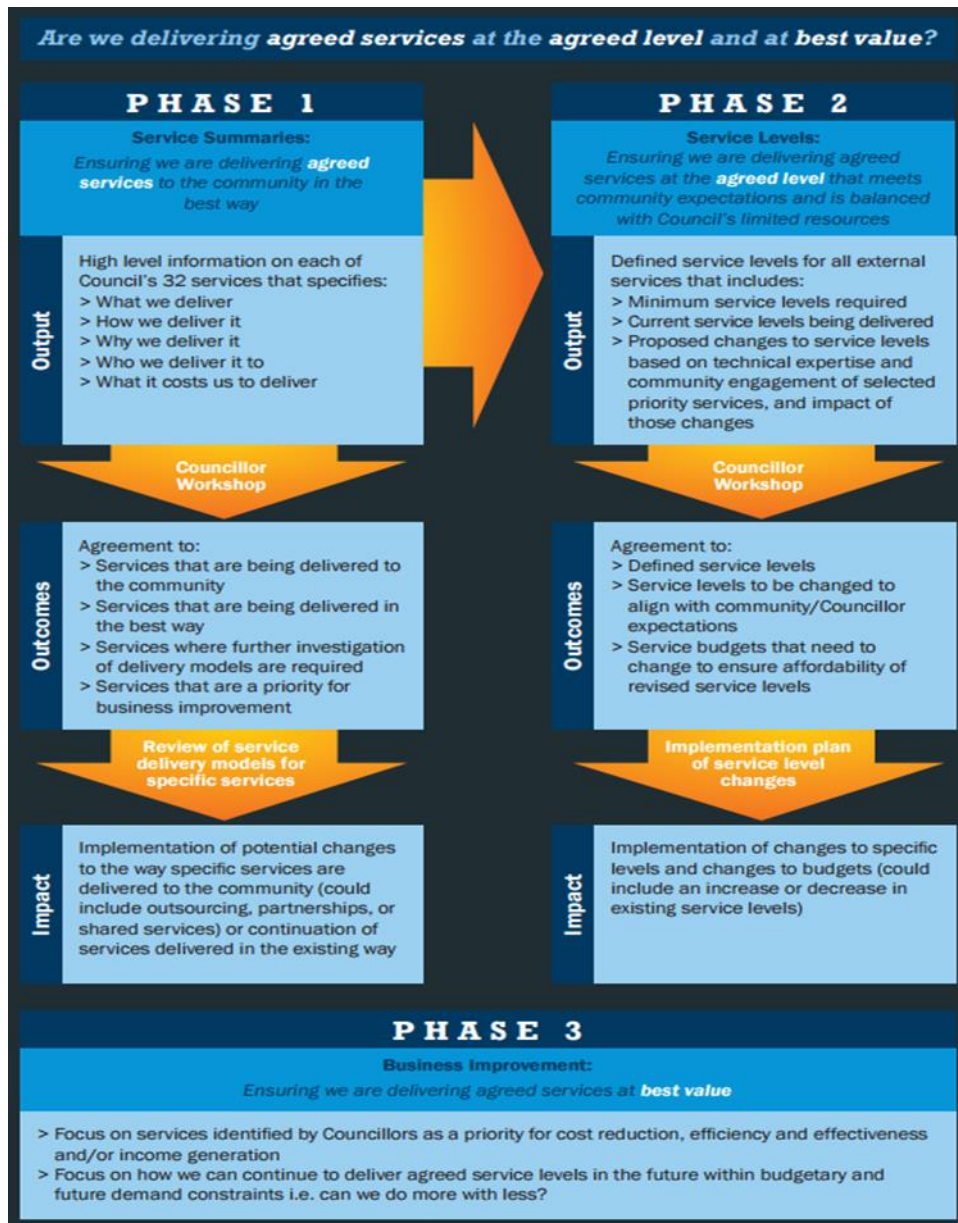 Are we delivering agreed services at the agreed level and at best value?
PHASE 1
Service Summaries:
Ensuring we are delivering agreed
services to the community in the
best way
Output
High level information on each of
Council's 32 services that specifies:
> What we deliver
> How we deliver it
> Why we deliver it
> Who we deliver it to
> What it costs us to deliver
Councillor
Workshop
Outcomes
Agreement to:
> Services that are being delivered to
the community
> Services that are being delivered in
the best way
> Services where further investigation
of delivery models are required
> Services that are a priority for
business improvement
Review of service
delivery models for
specific services
Impact
Implementation of potential changes
to the way specific services are
delivered to the community (could
include outsourcing, partnerships, or
shared services) or continuation of
services delivered in the existing way
PHASE 2
Service Levels:
Ensuring we are delivering agreed
services at the agreed level that meets
community expectations and is balanced
with Council's limited resources
Output
Defined service levels for all external
services that includes:
> Minimum service levels required
> Current service levels being delivered
> Proposed changes to service levels
based on technical expertise and
community engagement of selected
priority services, and impact of
those changes
Councillor
Workshop
Outcomes
Agreement to:
> Defined service levels
> Service levels to be changed to
align with community/Councillor
expectations
> Service budgets that need to
change to ensure affordability of
revised service levels
Implementation plan
of service level
changes
Impact
Implementation of changes to specific
levels and changes to budgets (could
include an increase or decrease in
existing service levels)
PHASE 3
Business Improvement:
Ensuring we are delivering agreed services at best value
> Focus on services identified by Councillors as a priority for cost reduction, efficiency and effectiveness
and/or income generation
> Focus on how we can continue to deliver agreed service levels in the future within budgetary and
future demand constraints i.e. can we do more with less?